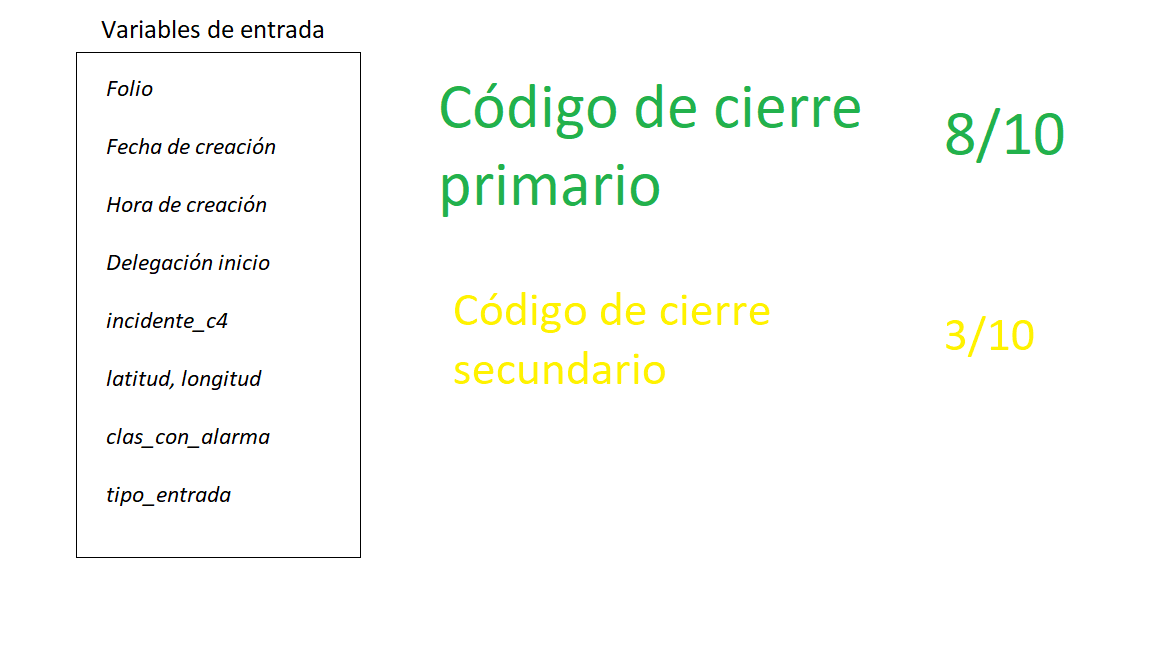 Variables de entrada
Folio
Fecha de creación
Hora de creación
Delegación inicio
incidente_c4
latitud, longitud
clas_con_alarma
tipo_entrada
Código de cierre
primario
8/10
Código de cierre
secundario
3/10